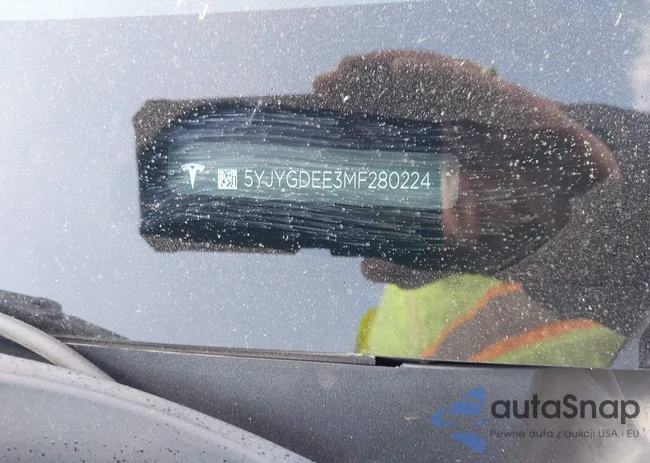 5YJYGDEE3MF280224
autaSnap
Pewne auta z aukcji USA i EU